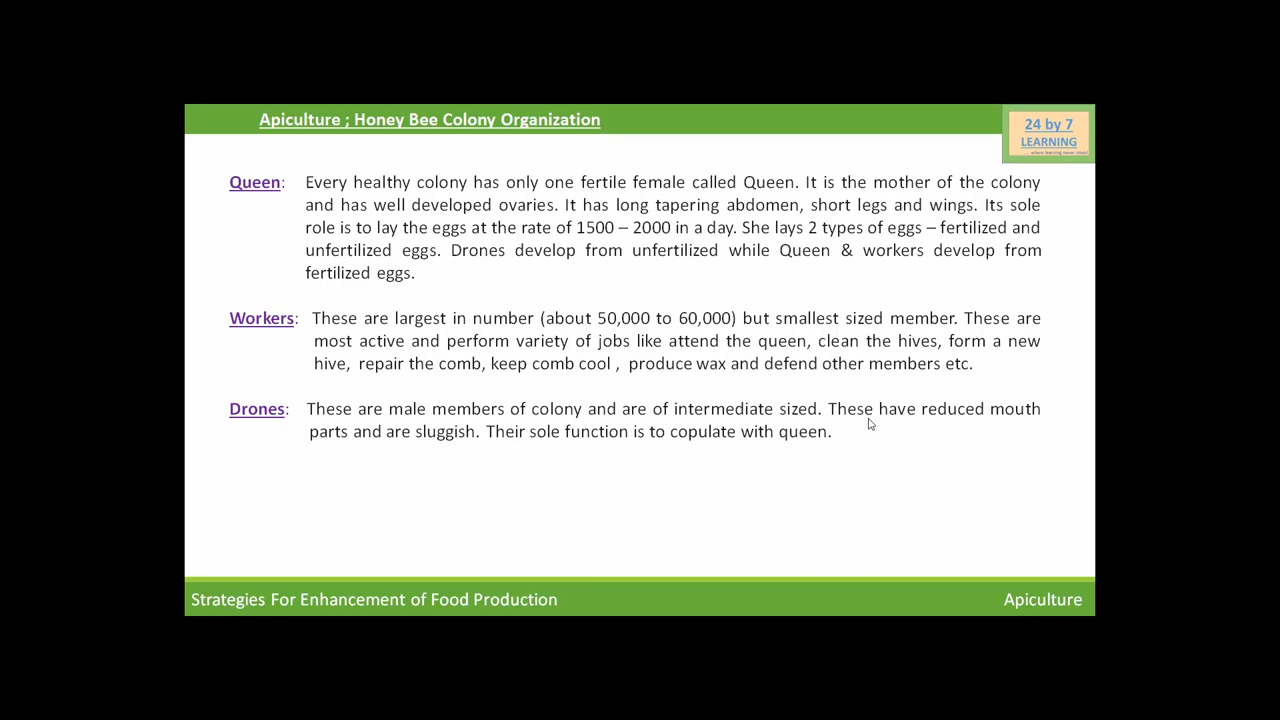 Apiculture ; Honey Bee Colony Organization
24 by 7
LEARNING
... where learning never stops!
Queen: Every healthy colony has only one fertile female called Queen. It is the mother of the colony
and has well developed ovaries. It has long tapering abdomen, short legs and wings. Its sole
role is to lay the eggs at the rate of 1500 – 2000 in a day. She lays 2 types of eggs – fertilized and
unfertilized eggs. Drones develop from unfertilized while Queen & workers develop from
fertilized eggs.
Workers: These are largest in number (about 50,000 to 60,000) but smallest sized member. These are
most active and perform variety of jobs like attend the queen, clean the hives, form a new
hive, repair the comb, keep comb cool , produce wax and defend other members etc.
Drones: These are male members of colony and are of intermediate sized. These have reduced mouth
parts and are sluggish. Their sole function is to copulate with queen.
Strategies For Enhancement of Food Production
Apiculture